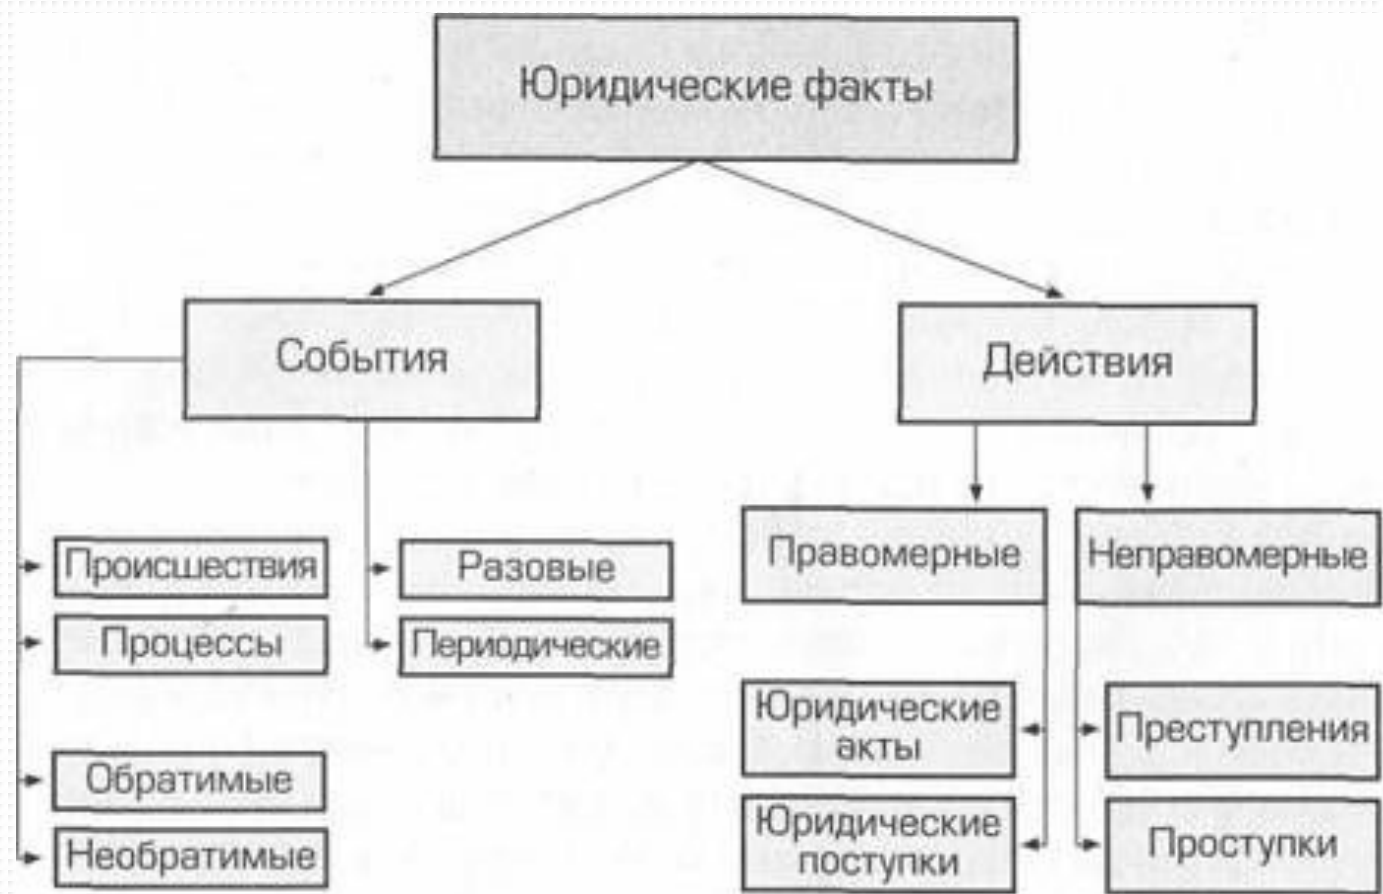 Юридические факты
События
Действия
Правомерные
Неправомерные
Происшествия
Разовые
Процессы
Периодические
Юридические
акты
Преступления
Обратимые
Юридические
поступки
Проступки
Необратимые